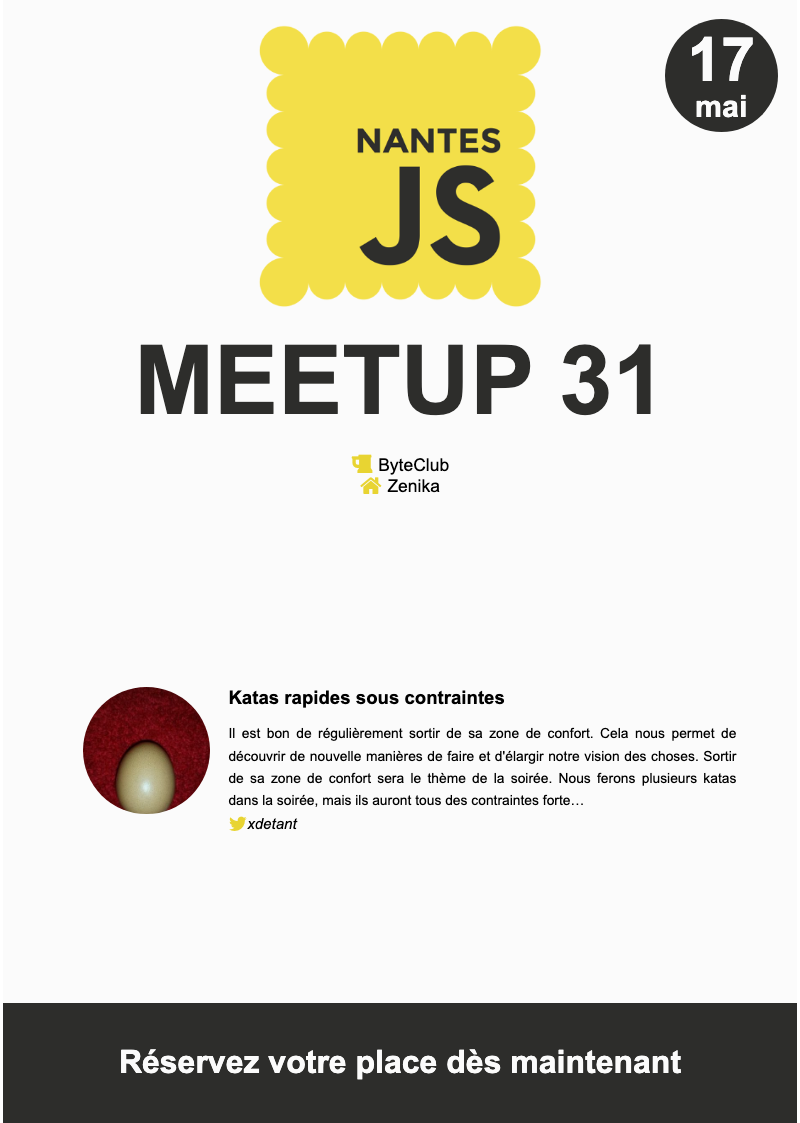 17
mai
NANTES
JS
MEETUP 31
ByteClub
Zenika
Katas rapides sous contraintes
Il est bon de régulièrement sortir de sa zone de confort. Cela nous permet de
découvrir de nouvelle manières de faire et d'élargir notre vision des choses. Sortir
de sa zone de confort sera le thème de la soirée. Nous ferons plusieurs katas
dans la soirée, mais ils auront tous des contraintes forte…
xdetant
Réservez votre place dès maintenant